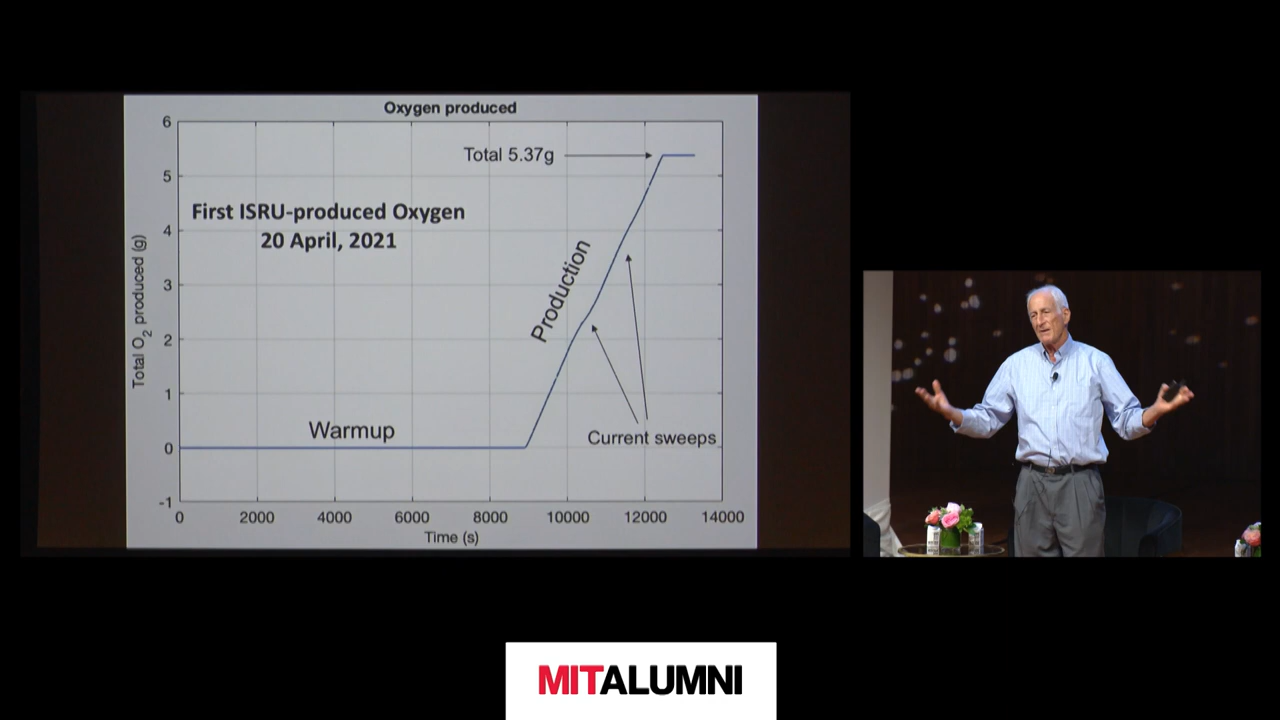 Oxygen produced
6
Total 5.37g
5
First ISRU-produced Oxygen
20 April, 2021
4
Total O2 produced (g)
3
Production
2
1
Warmup
Current sweeps
0
-1
0 2000 4000 6000 8000 10000 12000 14000
Time (s)
MITALUMNI